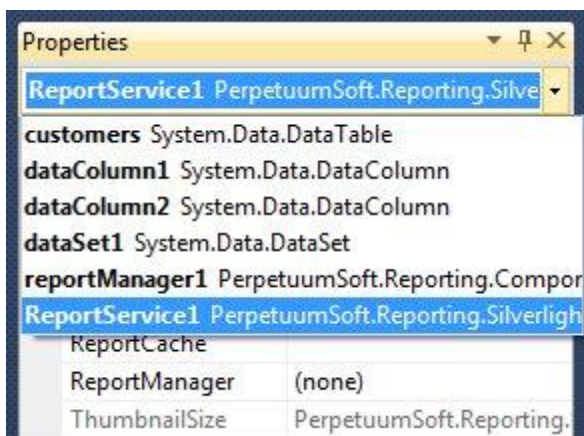 Properties
ReportService1 PerpetuumSoft.Reporting.Silve
customers System.Data.DataTable
dataColumn1 System.Data.DataColumn
dataColumn2 System.Data.DataColumn
dataSet1 System.Data.DataSet
reportManager1 PerpetuumSoft.Reporting.Compor
ReportService1 PerpetuumSoft.Reporting.Silverligh
ReportCache
ReportManager (none)
ThumbnailSize PerpetuumSoft.Reporting.